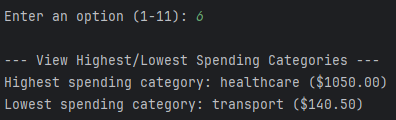 Enter an option (1-11): 6
--- View Highest/Lowest Spending Categories ---
Highest spending category: healthcare ($1050.00)
Lowest spending category: transport ($140.50)